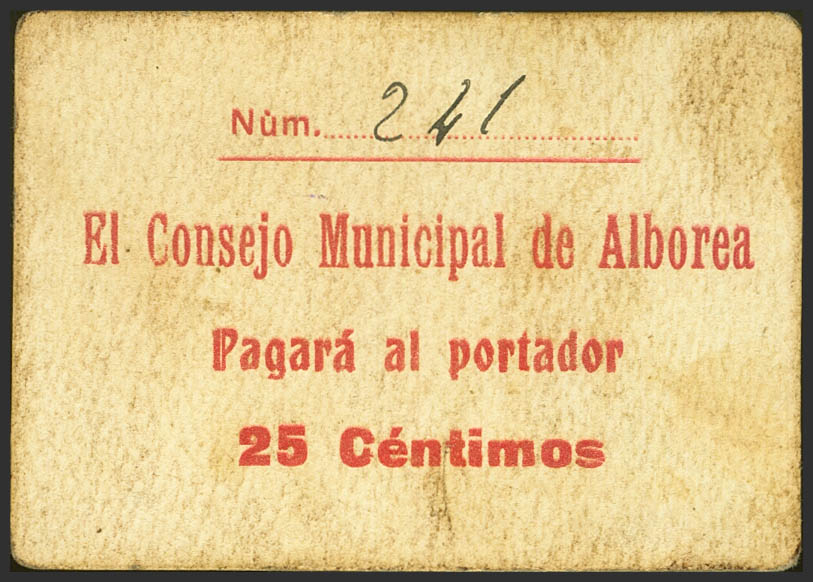 Núm. 241
El Consejo Municipal de Alborea
Pagará al portador
25 Céntimos